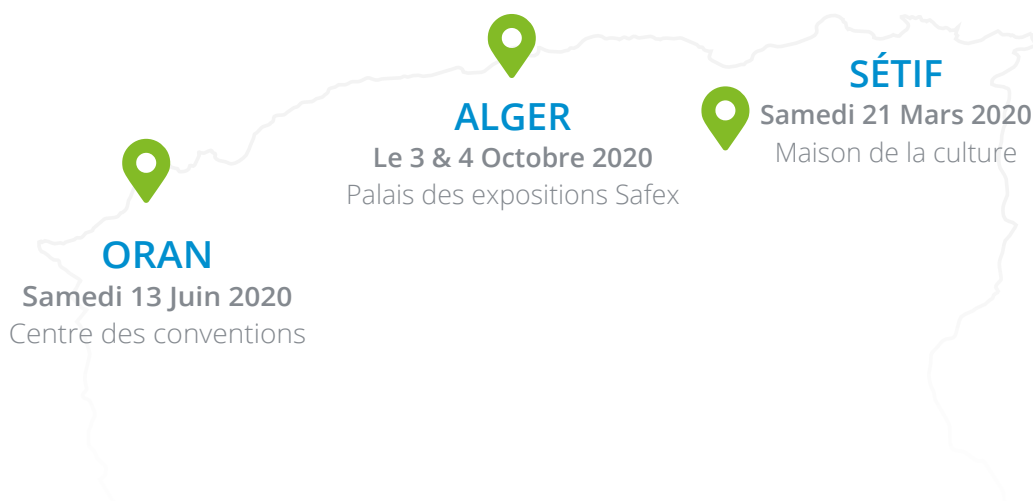 SÉTIF
Samedi 21 Mars 2020
Maison de la culture
ALGER
Le 3 & 4 Octobre 2020
Palais des expositions Safex
ORAN
Samedi 13 Juin 2020
Centre des conventions